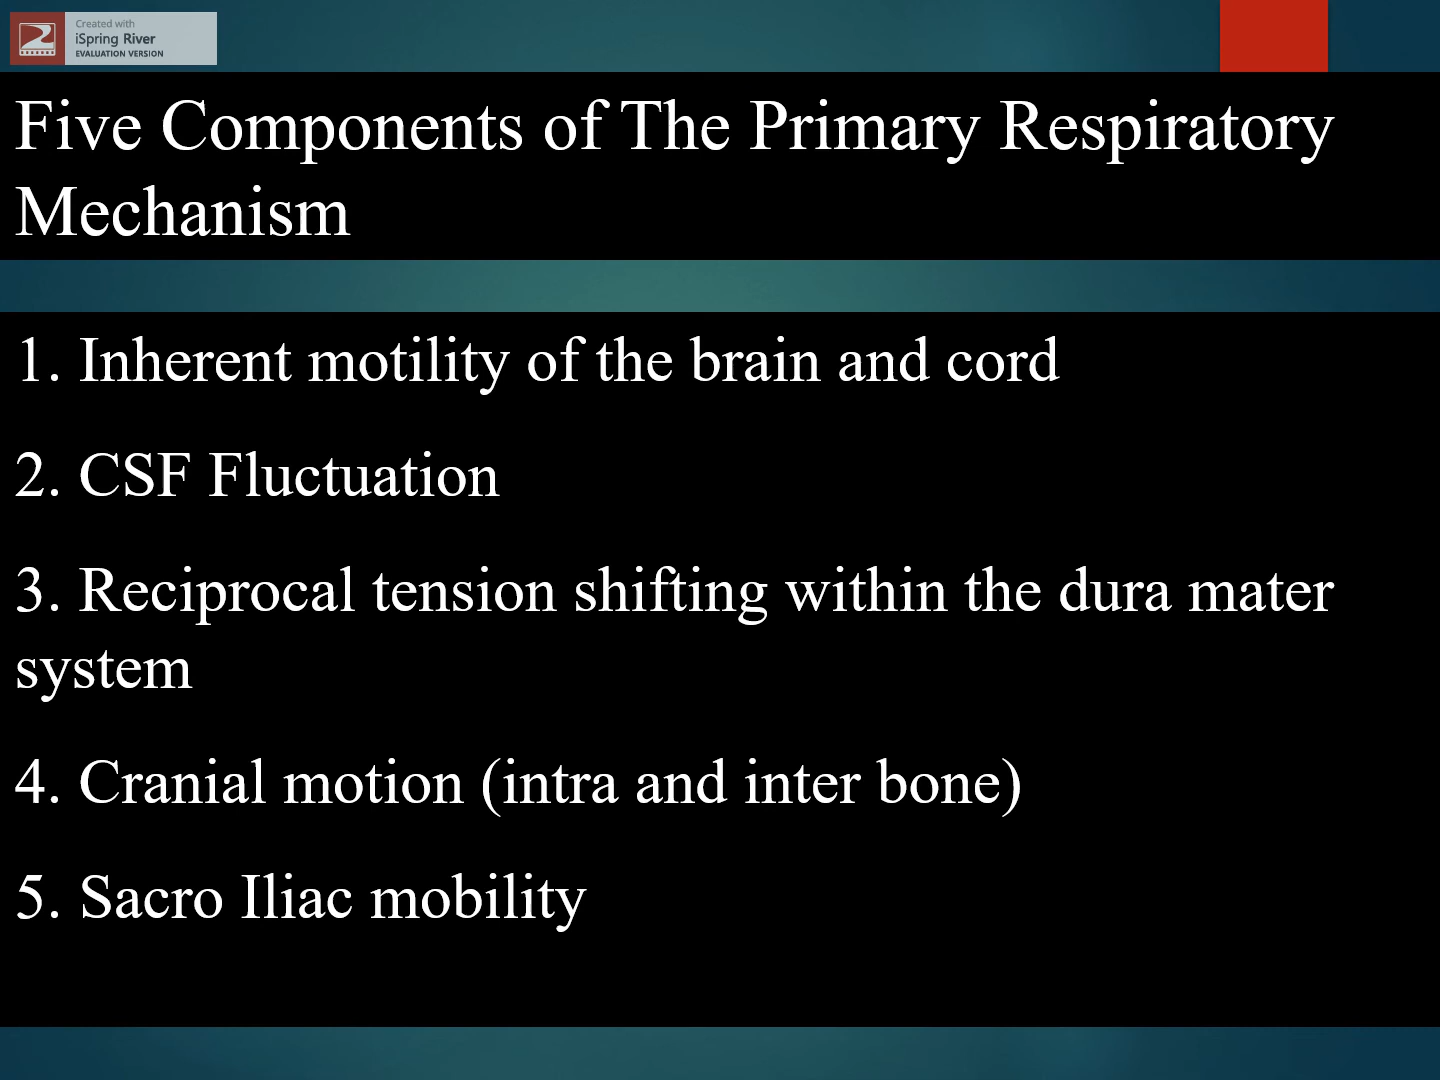 Created with
iSpring River
EVALUATION VERSION
Five Components of The Primary Respiratory
Mechanism
1. Inherent motility of the brain and cord
2. CSF Fluctuation
3. Reciprocal tension shifting within the dura mater
system
4. Cranial motion (intra and inter bone)
5. Sacro Iliac mobility